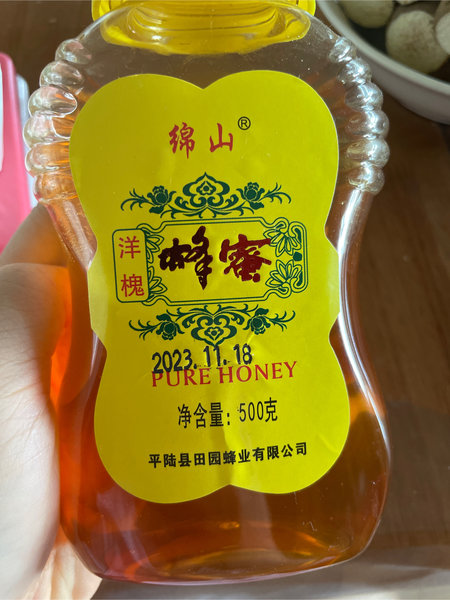 绵山®
洋槐
蜂蜜
2023.11.18
PURE HONEY
净含量:500克
平陆县田园蜂业有限公司